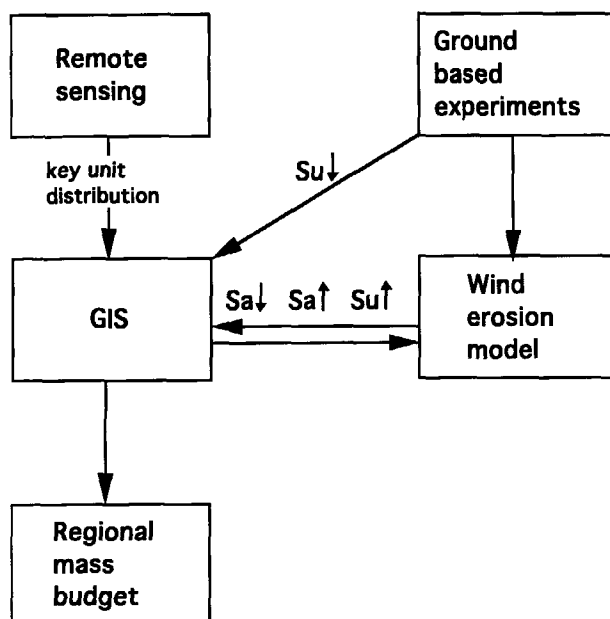 Remote
sensing
Ground
based
experiments
key unit
distribution
Su↓
GIS
Sa↓ Sa↑ Su↑
Wind
erosion
model
Regional
mass
budget